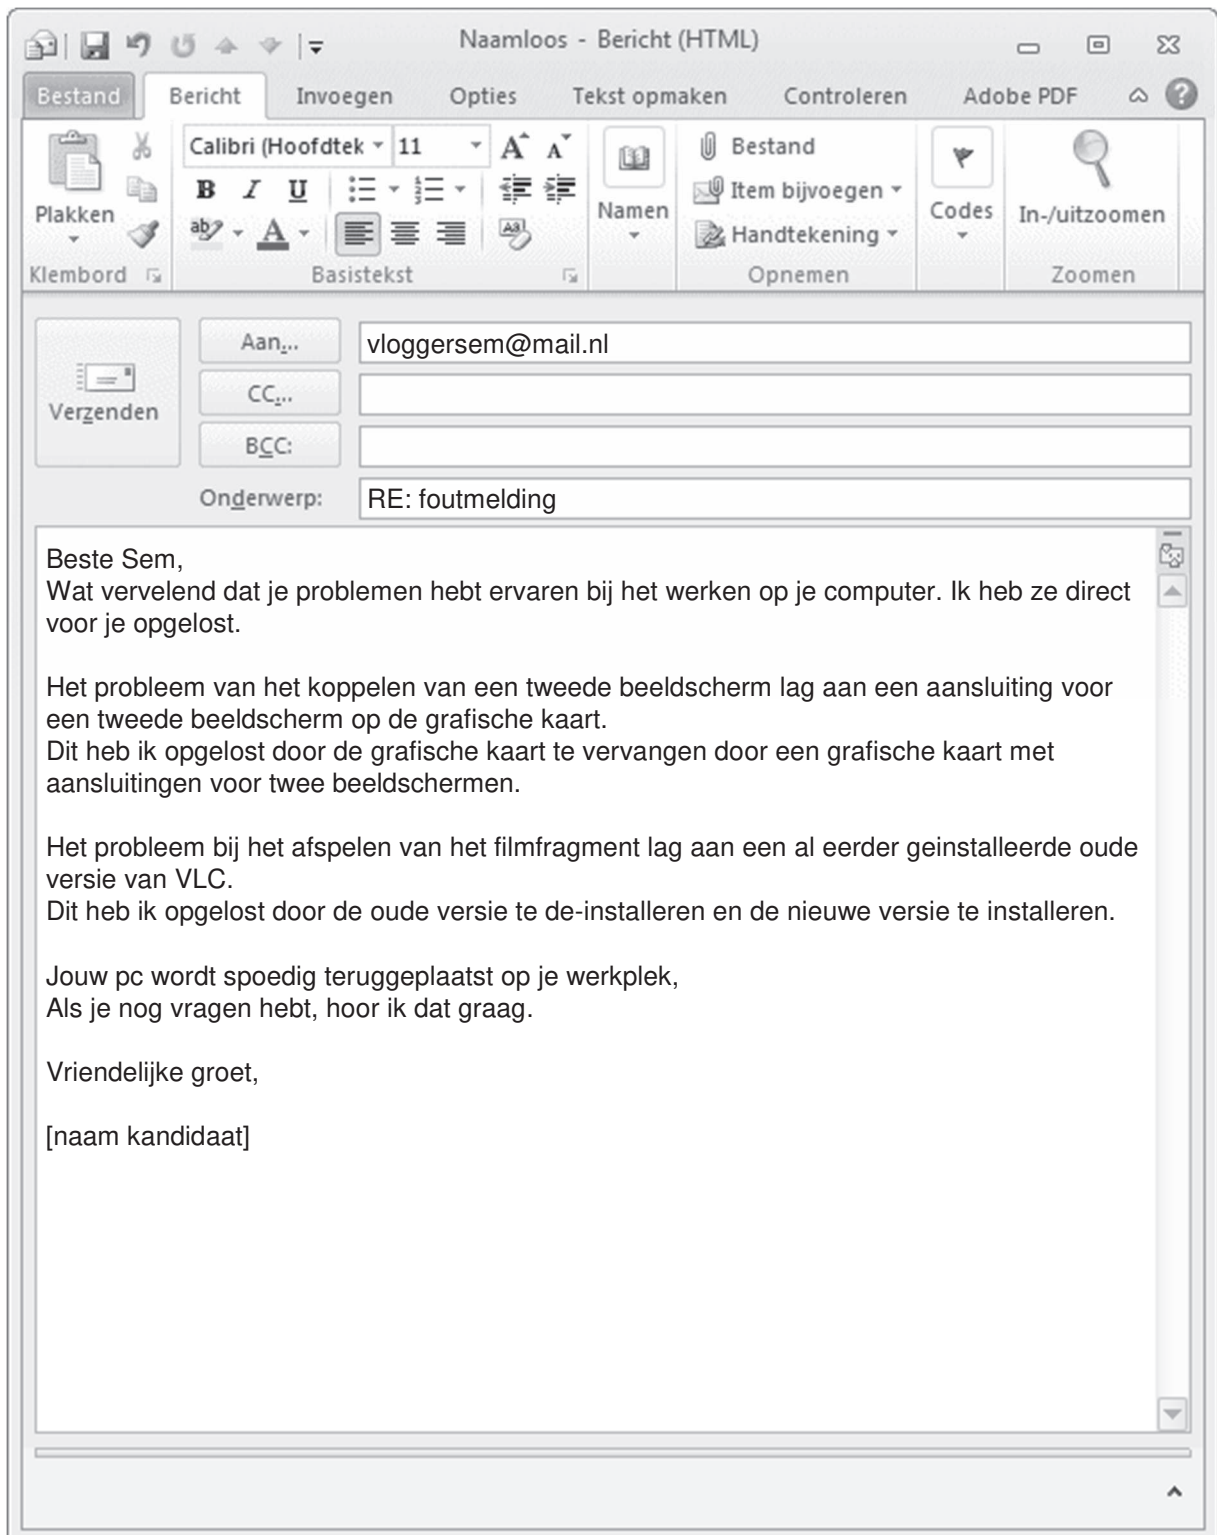 Naamloos - Bericht (HTML)
Bestand Bericht Invoegen Opties Tekst opmaken Controleren Adobe PDF
Calibri (Hoofdtek 11
Bestand
Item bijvoegen
Handtekening
Plakken
Namen
Codes
In-/uitzoomen
Klembord Basistekst Opnemen Zoomen
Verzenden
Aan... vloggersem@mail.nl
CC...
BCC:
Onderwerp: RE: foutmelding
Beste Sem,
Wat vervelend dat je problemen hebt ervaren bij het werken op je computer. Ik heb ze direct
voor je opgelost.
Het probleem van het koppelen van een tweede beeldscherm lag aan een aansluiting voor
een tweede beeldscherm op de grafische kaart.
Dit heb ik opgelost door de grafische kaart te vervangen door een grafische kaart met
aansluitingen voor twee beeldschermen.
Het probleem bij het afspelen van het filmfragment lag aan een al eerder geinstalleerde oude
versie van VLC.
Dit heb ik opgelost door de oude versie te de-installeren en de nieuwe versie te installeren.
Jouw pc wordt spoedig teruggeplaatst op je werkplek,
Als je nog vragen hebt, hoor ik dat graag.
Vriendelijke groet,
[naam kandidaat]